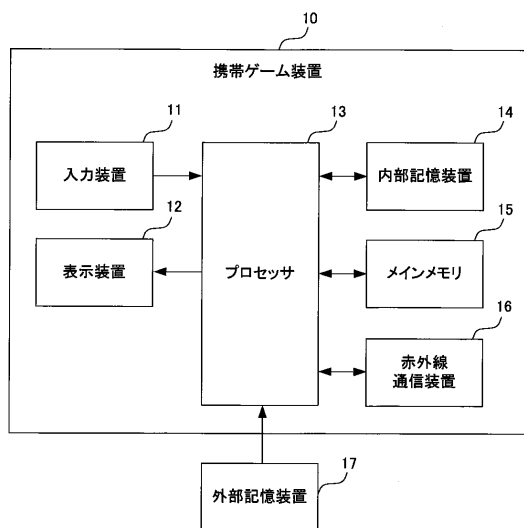 10
携帯ゲーム装置
11
13
14
入力装置
内部記憶装置
12
15
表示装置
プロセッサ
メインメモリ
16
赤外線
通信装置
17
外部記憶装置